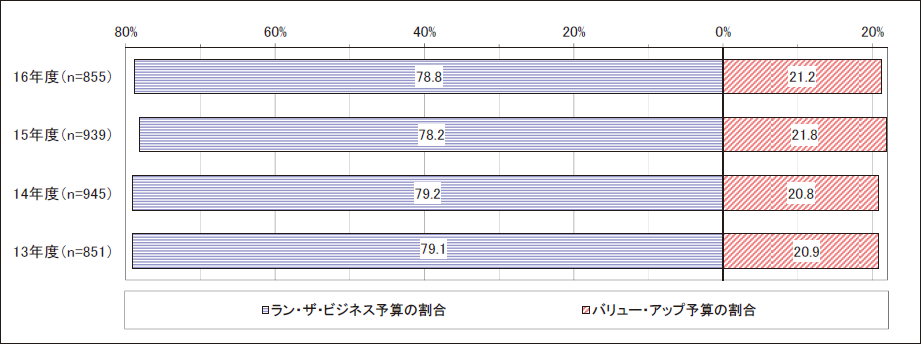 80% 60% 40% 20% 0% 20%
16年度(n=855) 78.8 21.2
15年度(n=939) 78.2 21.8
14年度(n=945) 79.2 20.8
13年度(n=851) 79.1 20.9
ラン・ザ・ビジネス予算の割合 バリュー・アップ予算の割合